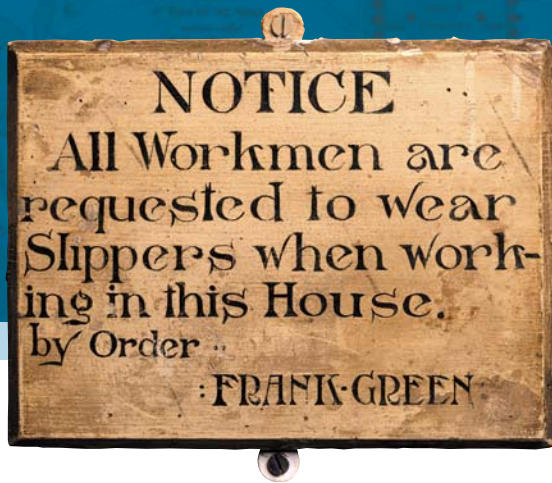 NOTICE
All Workmen are
requested to wear
Slippers when work-
ing in this House.
by Order
:FRANK·GREEN: